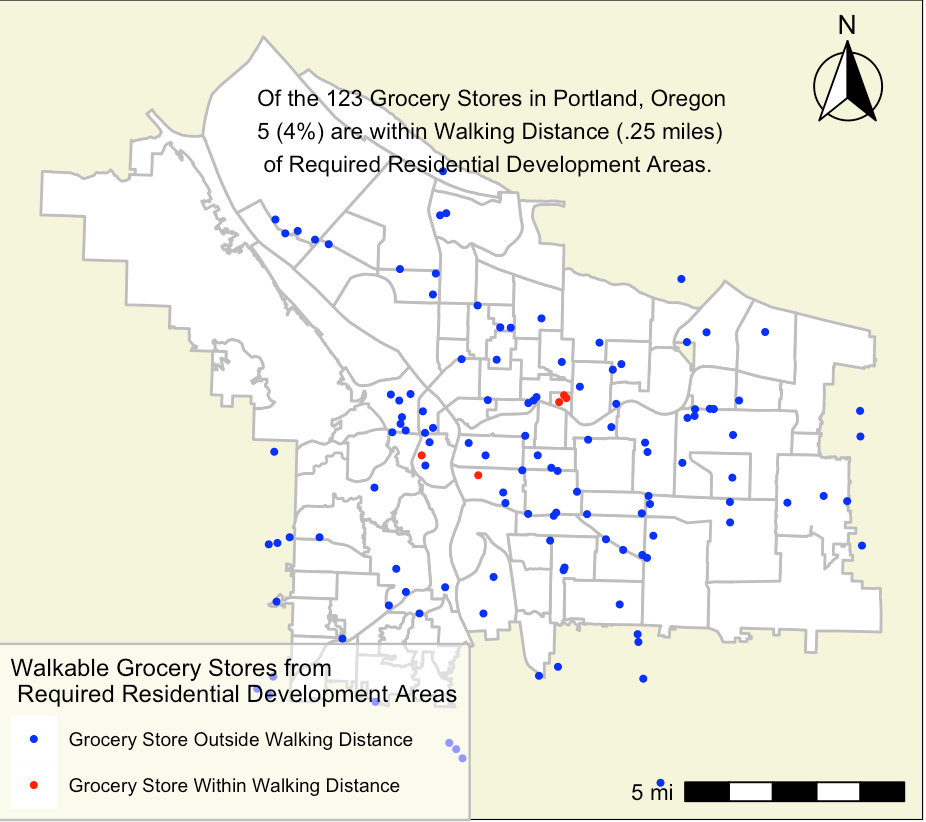 N
Of the 123 Grocery Stores in Portland, Oregon
5 (4%) are within Walking Distance (.25 miles)
of Required Residential Development Areas.
Walkable Grocery Stores from
Required Residential Development Areas
Grocery Store Outside Walking Distance
Grocery Store Within Walking Distance
5 mi